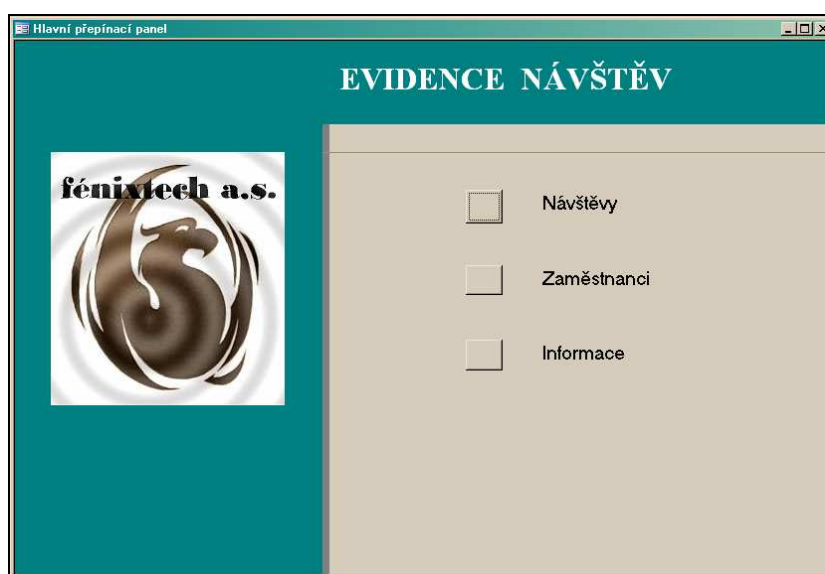 Hlavní přepínací panel
EVIDENCE NÁVŠTĚV
fénixtech a.s.
Návštěvy
Zaměstnanci
Informace